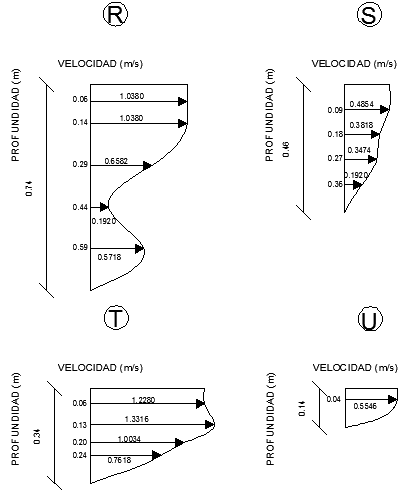 R
VELOCIDAD (m/s)
PROFUNDIDAD (m)
0.74
0.06 1.0380
0.14 1.0380
0.29 0.6582
0.44 0.1920
0.59 0.5718
S
VELOCIDAD (m/s)
PROFUNDIDAD (m)
0.46
0.09 0.4854
0.18 0.3818
0.27 0.3474
0.36 0.1920
T
VELOCIDAD (m/s)
PROFUNDIDAD (m)
0.34
0.06 1.2280
0.13 1.3316
0.20 1.0034
0.24 0.7618
U
VELOCIDAD (m/s)
PROFUNDIDAD (m)
0.14
0.04 0.5546